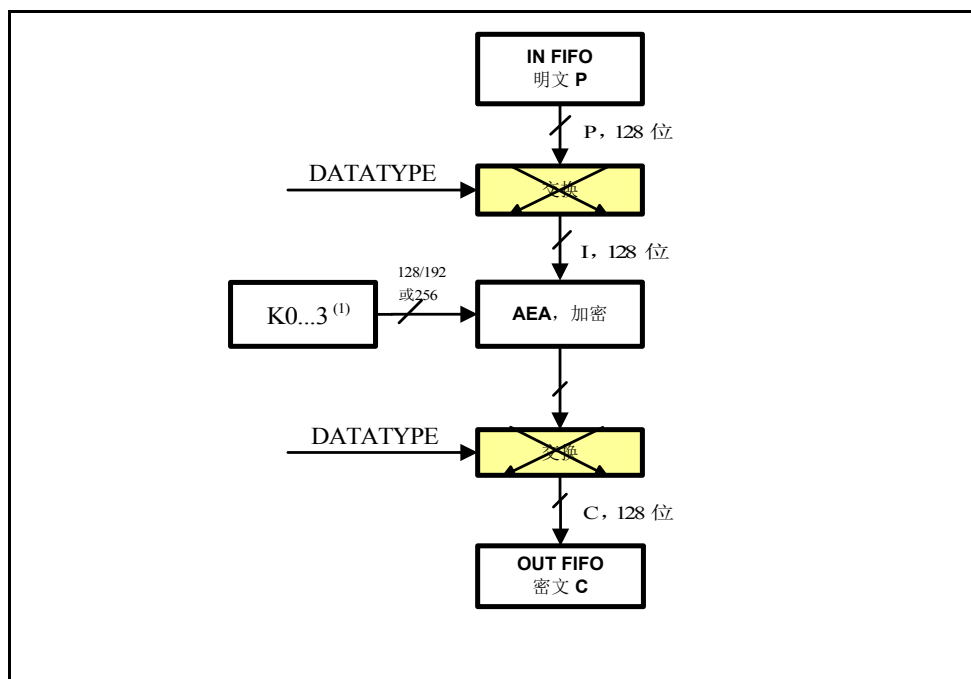 IN FIFO
明文 P
P，128 位
DATATYPE
交换
I，128 位
128/192
或256
K0...3 (1)
AEA，加密
DATATYPE
交换
C，128 位
OUT FIFO
密文 C